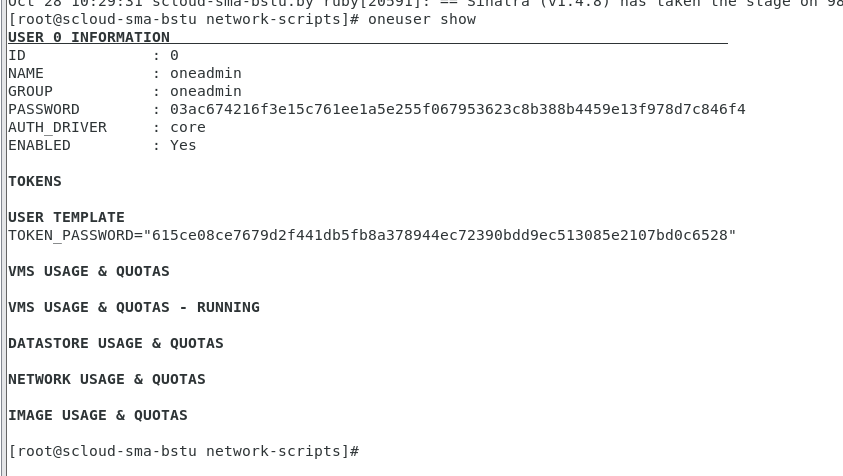 Oct 28 10:29:31 scloud-sma-bstu.by ruby[20591]: == Sinatra (v1.4.8) has taken the stage on 98
[root@scloud-sma-bstu network-scripts]# oneuser show
USER 0 INFORMATION
ID : 0
NAME : oneadmin
GROUP : oneadmin
PASSWORD : 03ac674216f3e15c761ee1a5e255f067953623c8b388b4459e13f978d7c846f4
AUTH_DRIVER : core
ENABLED : Yes
TOKENS
USER TEMPLATE
TOKEN_PASSWORD="615ce08ce7679d2f441db5fb8a378944ec72390bdd9ec513085e2107bd0c6528"
VMS USAGE & QUOTAS
VMS USAGE & QUOTAS - RUNNING
DATASTORE USAGE & QUOTAS
NETWORK USAGE & QUOTAS
IMAGE USAGE & QUOTAS
[root@scloud-sma-bstu network-scripts]#